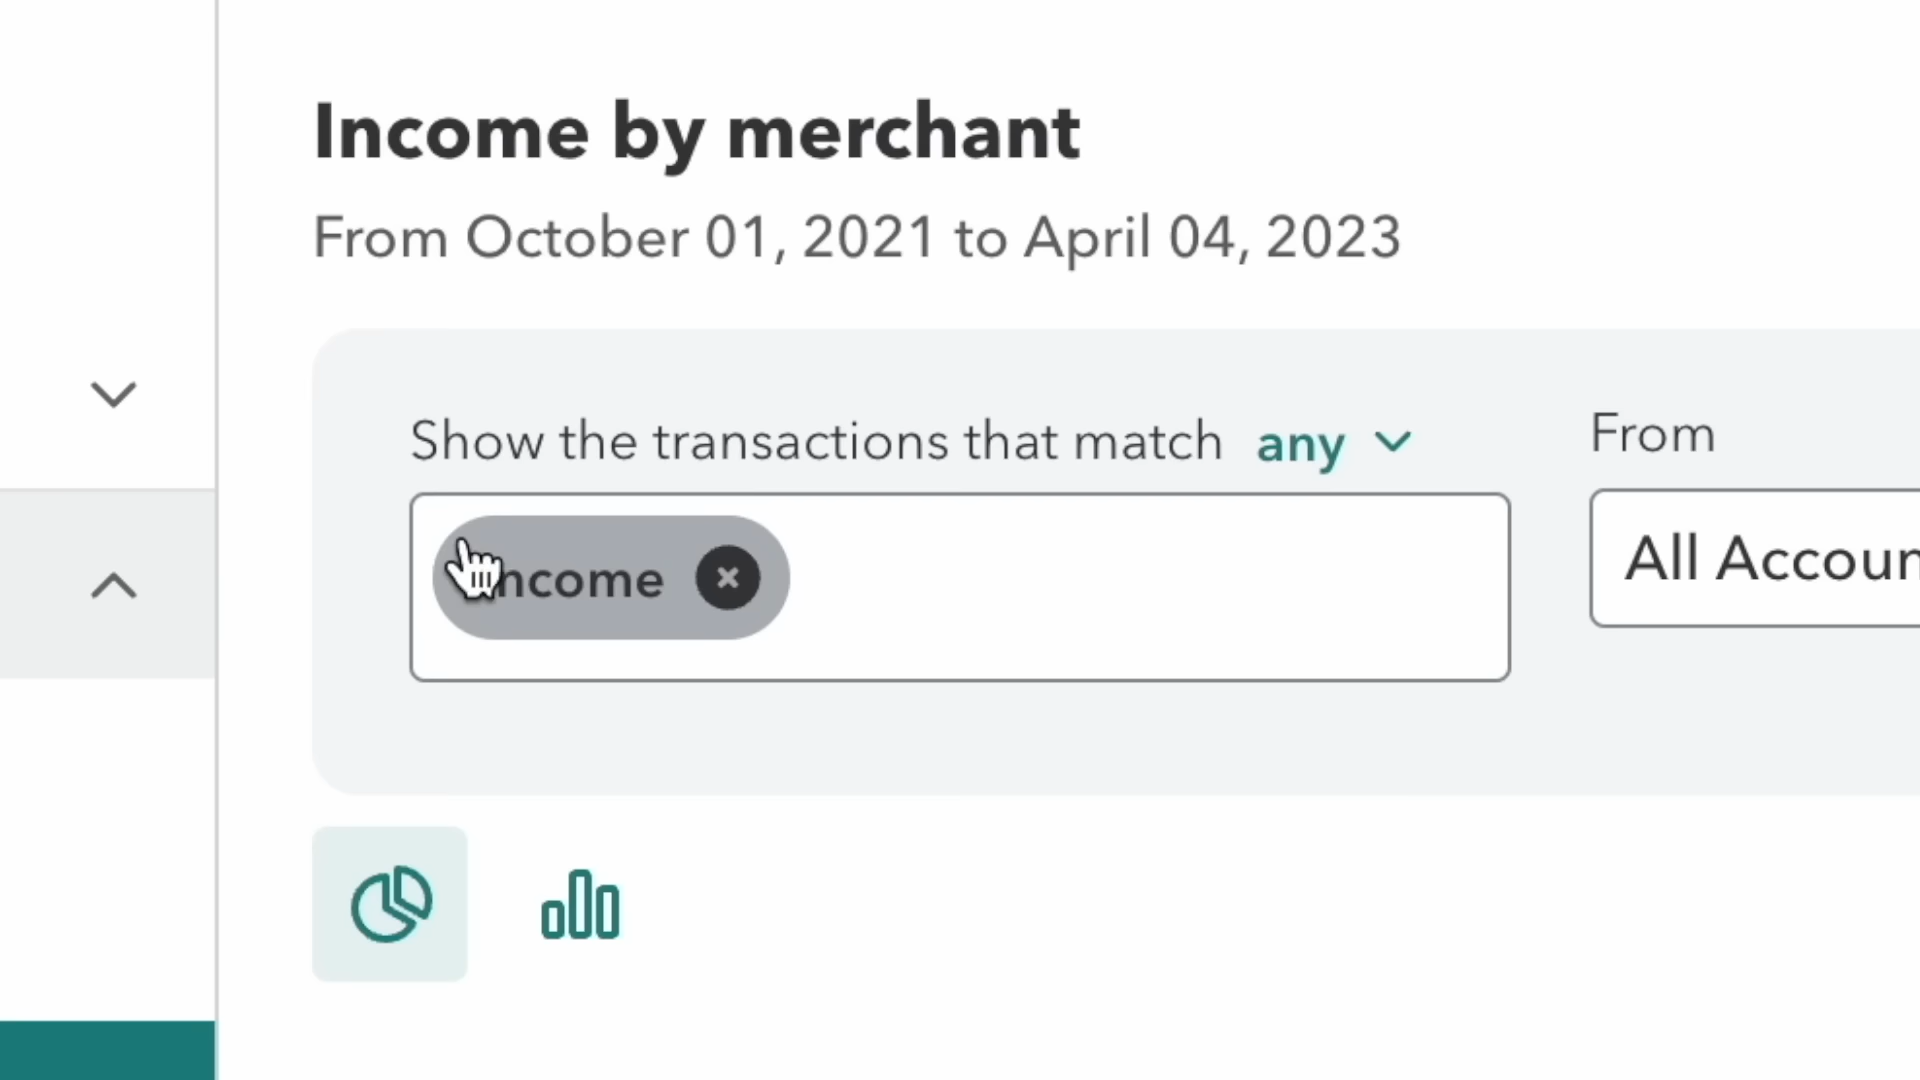 Income by merchant
From October 01, 2021 to April 04, 2023
Show the transactions that match any
From
ncome
All Accoun